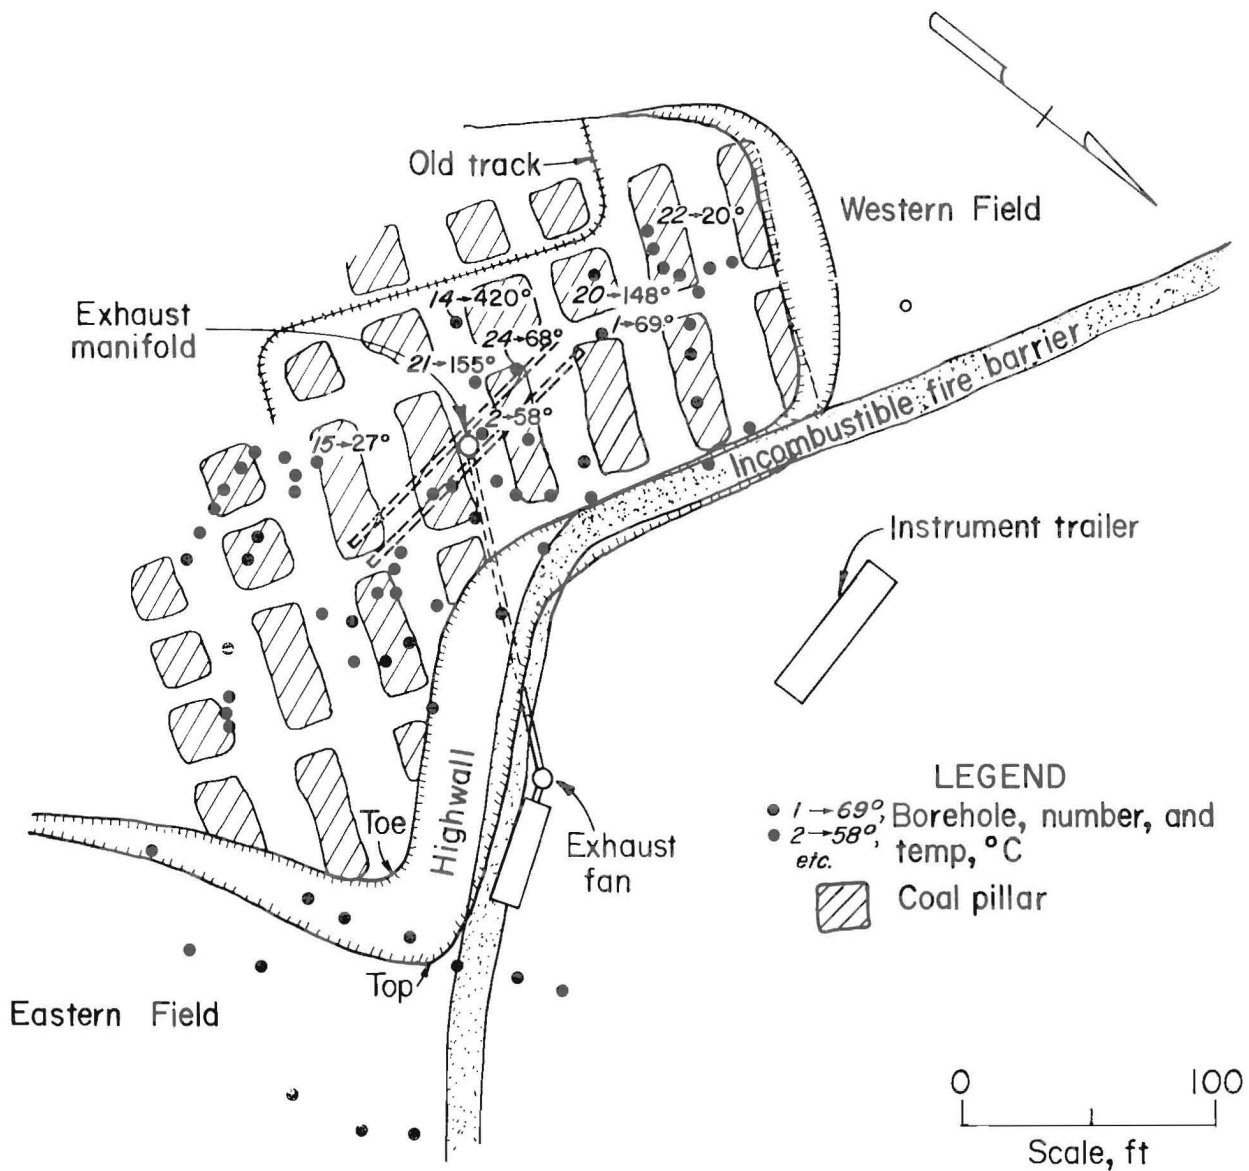 Old track
Western Field
22→20°
14→420°
20→148°
1→69°
Exhaust
manifold
24→68°
21→155°
2→58°
15→27°
Incombustible fire barrier
Instrument trailer
LEGEND
1→69°, Borehole, number, and
2→58°, temp, °C
etc.
Coal pillar
Toe
Highwall
Exhaust
fan
Top
Eastern Field
0 100
Scale, ft